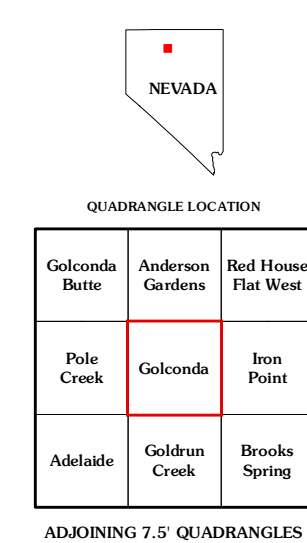 NEVADA
QUADRANGLE LOCATION
Golconda
Butte
Anderson
Gardens
Red House
Flat West
Pole
Creek
Golconda
Iron
Point
Adelaide
Goldrun
Creek
Brooks
Spring
ADJOINING 7.5' QUADRANGLES